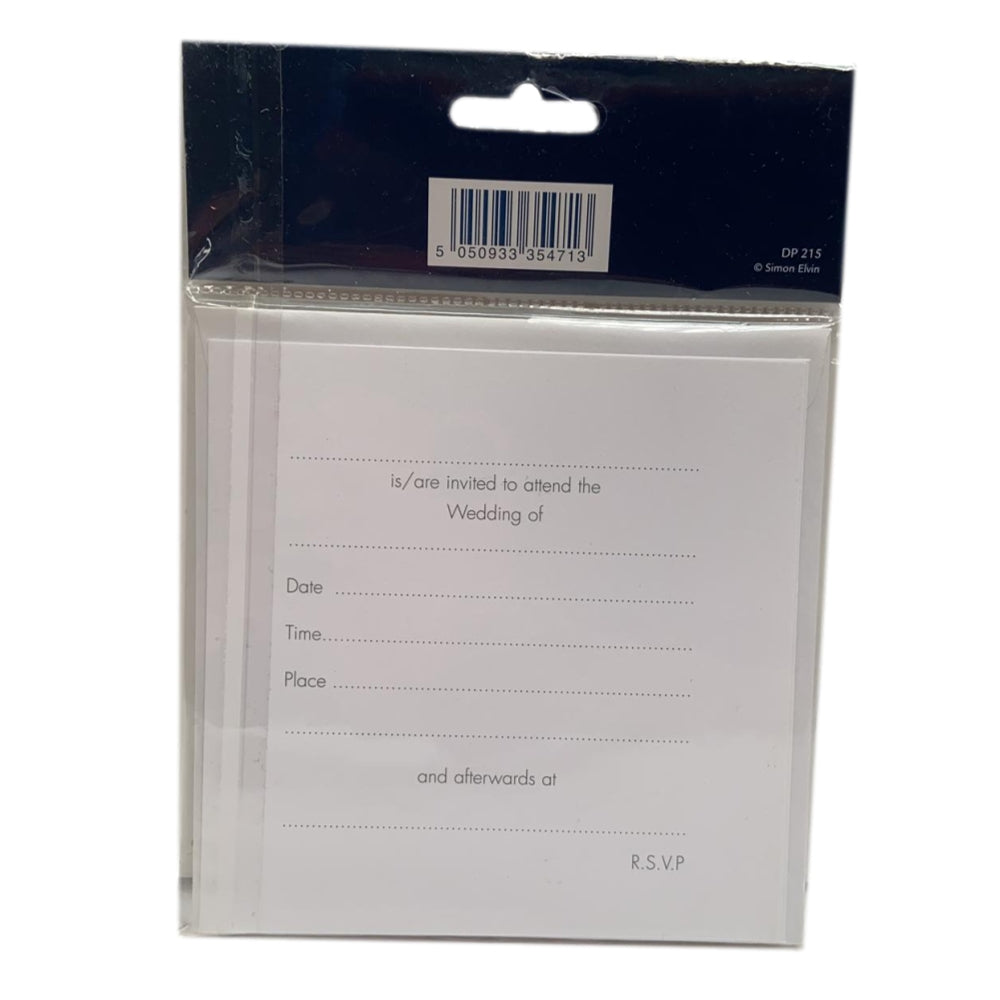 5 050933 354713
DP 215
© Simon Elvin
is/are invited to attend the
Wedding of
Date
Time
Place
and afterwards at
R.S.V.P